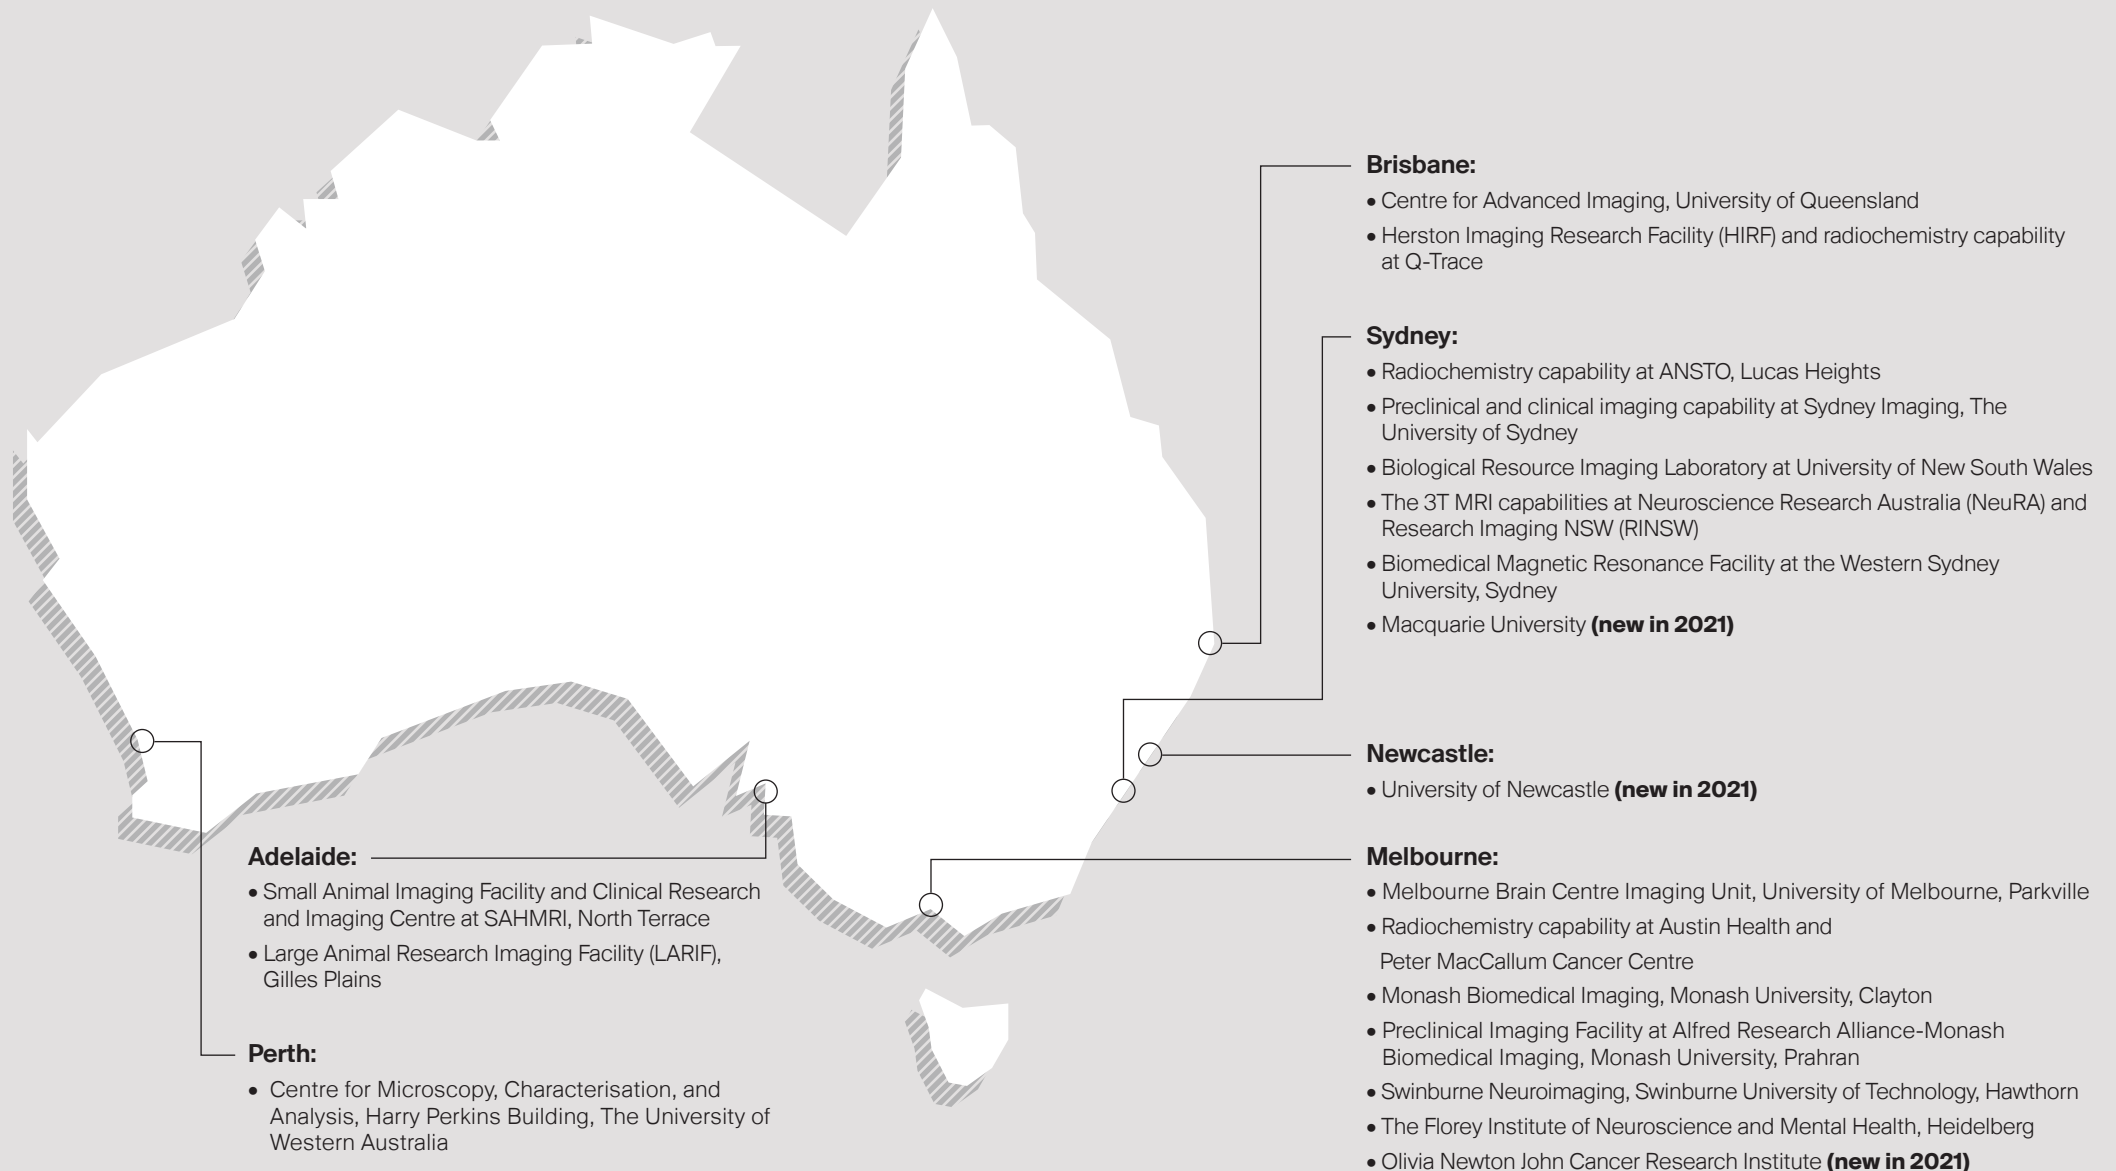 Brisbane:
• Centre for Advanced Imaging, University of Queensland
• Herston Imaging Research Facility (HIRF) and radiochemistry capability
at Q-Trace
Sydney:
• Radiochemistry capability at ANSTO, Lucas Heights
• Preclinical and clinical imaging capability at Sydney Imaging, The
University of Sydney
• Biological Resource Imaging Laboratory at University of New South Wales
• The 3T MRI capabilities at Neuroscience Research Australia (NeuRA) and
Research Imaging NSW (RINSW)
• Biomedical Magnetic Resonance Facility at the Western Sydney
University, Sydney
• Macquarie University (new in 2021)
Newcastle:
• University of Newcastle (new in 2021)
Melbourne:
• Melbourne Brain Centre Imaging Unit, University of Melbourne, Parkville
• Radiochemistry capability at Austin Health and
Peter MacCallum Cancer Centre
• Monash Biomedical Imaging, Monash University, Clayton
• Preclinical Imaging Facility at Alfred Research Alliance-Monash
Biomedical Imaging, Monash University, Prahran
• Swinburne Neuroimaging, Swinburne University of Technology, Hawthorn
• The Florey Institute of Neuroscience and Mental Health, Heidelberg
• Olivia Newton John Cancer Research Institute (new in 2021)
Adelaide:
• Small Animal Imaging Facility and Clinical Research
and Imaging Centre at SAHMRI, North Terrace
• Large Animal Research Imaging Facility (LARIF),
Gilles Plains
Perth:
• Centre for Microscopy, Characterisation, and
Analysis, Harry Perkins Building, The University of
Western Australia